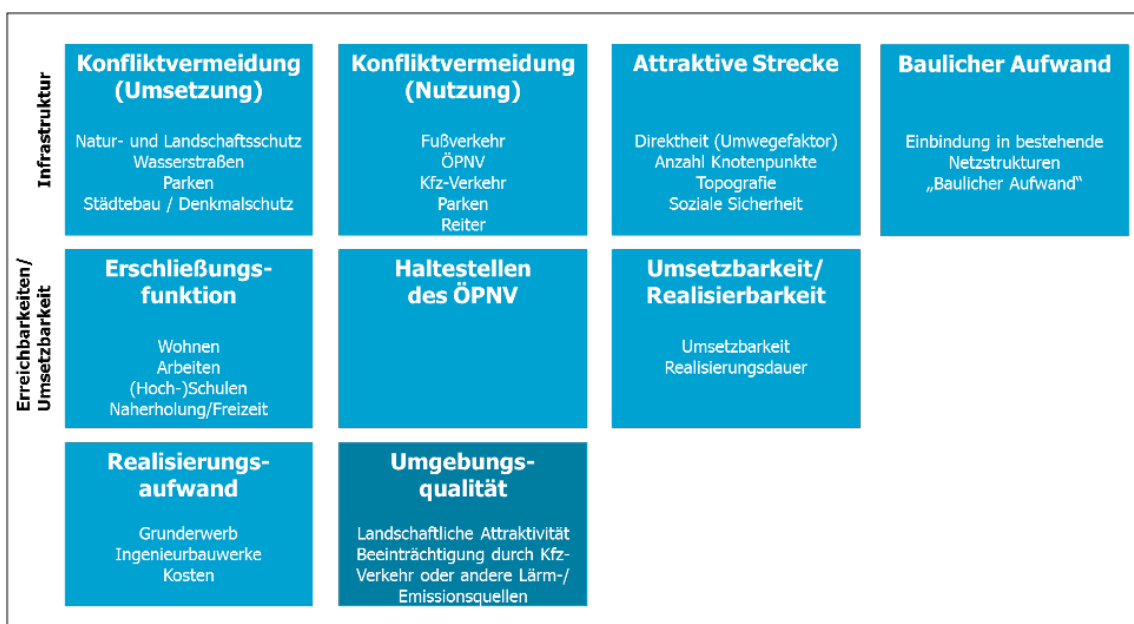 Infrastruktur
Konfliktvermeidung
(Umsetzung)
Natur- und Landschaftsschutz
Wasserstraßen
Parken
Städtebau / Denkmalschutz
Konfliktvermeidung
(Nutzung)
Fußverkehr
ÖPNV
Kfz-Verkehr
Parken
Reiter
Attraktive Strecke
Direktheit (Umwegefaktor)
Anzahl Knotenpunkte
Topografie
Soziale Sicherheit
Baulicher Aufwand
Einbindung in bestehende
Netzstrukturen
„Baulicher Aufwand“
Erreichbarkeiten/
Umsetzbarkeit
Erschließungs-
funktion
Wohnen
Arbeiten
(Hoch-)Schulen
Naherholung/Freizeit
Haltestellen
des ÖPNV
Umsetzbarkeit/
Realisierbarkeit
Umsetzbarkeit
Realisierungsdauer
Realisierungs-
aufwand
Grunderwerb
Ingenieurbauwerke
Kosten
Umgebungs-
qualität
Landschaftliche Attraktivität
Beeinträchtigung durch Kfz-
Verkehr oder andere Lärm-/
Emissionsquellen